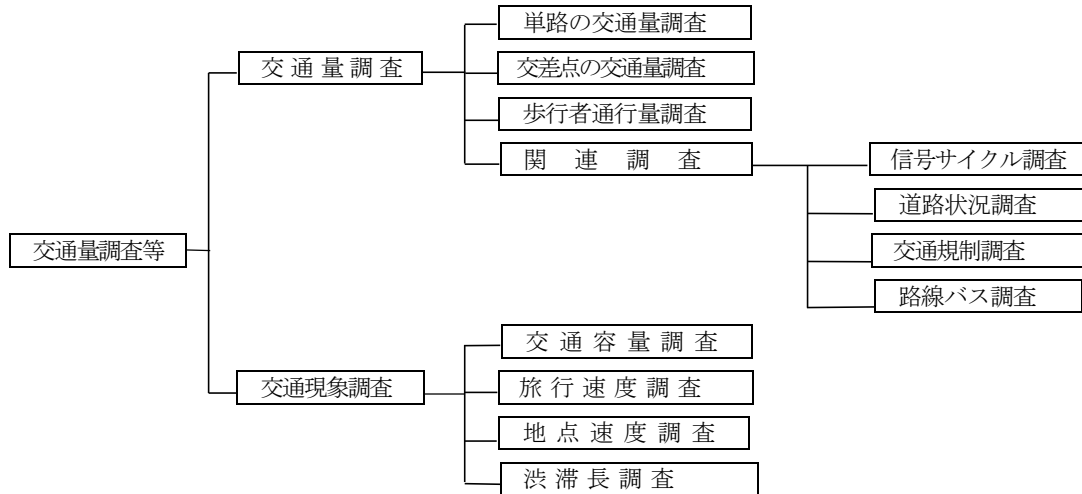 単路の交通量調査
交通量調査
交差点の交通量調査
歩行者通行量調査
関連調査
信号サイクル調査
道路状況調査
交通量調査等
交通規制調査
路線バス調査
交通容量調査
交通現象調査
旅行速度調査
地点速度調査
渋滞長調査